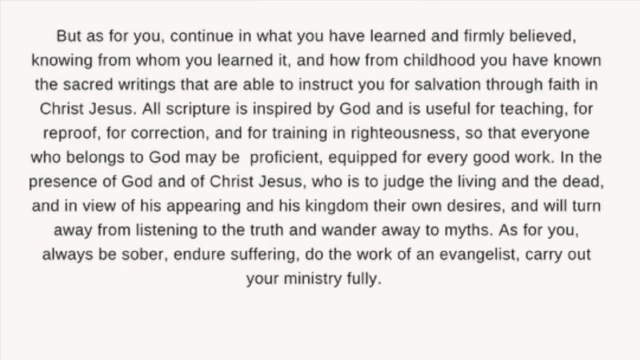 But as for you, continue in what you have learned and firmly believed,
knowing from whom you learned it, and how from childhood you have known
the sacred writings that are able to instruct you for salvation through faith in
Christ Jesus. All scripture is inspired by God and is useful for teaching, for
reproof, for correction, and for training in righteousness, so that everyone
who belongs to God may be  proficient, equipped for every good work. In the
presence of God and of Christ Jesus, who is to judge the living and the dead,
and in view of his appearing and his kingdom their own desires, and will turn
away from listening to the truth and wander away to myths. As for you,
always be sober, endure suffering, do the work of an evangelist, carry out
your ministry fully.